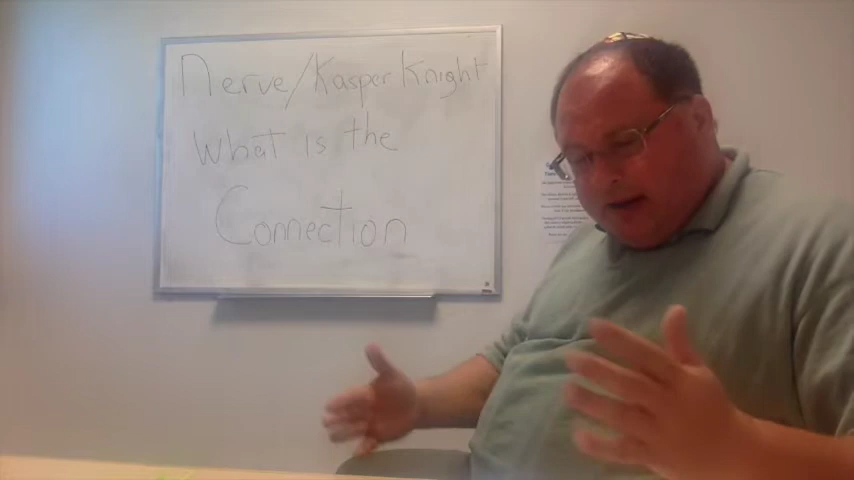 Nerve/Kasper Knight
What is the
Connection